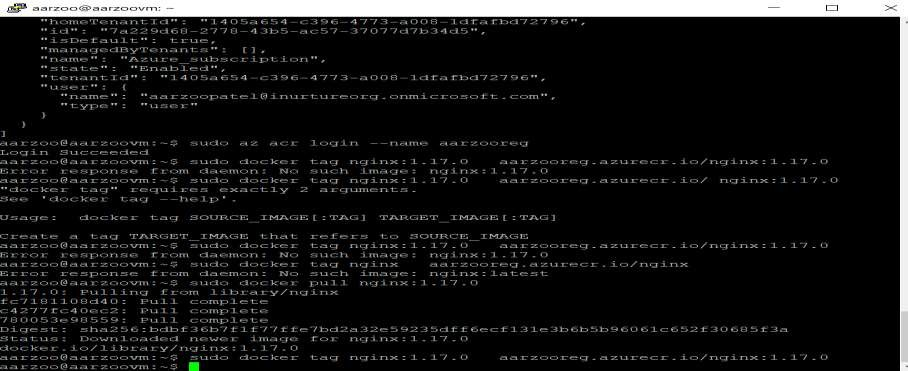 aarzoo@aarzoovm: ~
"homeTenantId": "1405a654-c396-4773-a008-1dfafbd72796",
"id": "7a229d68-2778-43b5-ac57-37077d7b34d5",
"isDefault": true,
"managedByTenants": [],
"name": "Azure_subscription",
"state": "Enabled",
"tenantId": "1405a654-c396-4773-a008-1dfafbd72796",
"user": {
"name": "aarzoopatel@inurtureorg.onmicrosoft.com",
"type": "user"
}
}
]
aarzoo@aarzoovm:~$ sudo az acr login --name aarzooreg
Login Succeeded
aarzoo@aarzoovm:~$ sudo docker tag nginx:1.17.0   aarzooreg.azurecr.io/nginx:1.17.0
Error response from daemon: No such image: nginx:1.17.0
aarzoo@aarzoovm:~$ sudo docker tag nginx:1.17.0   aarzooreg.azurecr.io/ nginx:1.17.0
"docker tag" requires exactly 2 arguments.
See 'docker tag --help'.
Usage:  docker tag SOURCE_IMAGE[:TAG] TARGET_IMAGE[:TAG]
Create a tag TARGET_IMAGE that refers to SOURCE_IMAGE
aarzoo@aarzoovm:~$ sudo docker tag nginx:1.17.0   aarzooreg.azurecr.io/nginx:1.17.0
Error response from daemon: No such image: nginx:1.17.0
aarzoo@aarzoovm:~$ sudo docker tag nginx   aarzooreg.azurecr.io/nginx
Error response from daemon: No such image: nginx:latest
aarzoo@aarzoovm:~$ sudo docker pull nginx:1.17.0
1.17.0: Pulling from library/nginx
fc7181108d40: Pull complete
c4277fc40ec2: Pull complete
780053e98559: Pull complete
Digest: sha256:bdbf36b7f1f77ffe7bd2a32e59235dff6ecf131e3b6b5b96061c652f30685f3a
Status: Downloaded newer image for nginx:1.17.0
docker.io/library/nginx:1.17.0
aarzoo@aarzoovm:~$ sudo docker tag nginx:1.17.0   aarzooreg.azurecr.io/nginx:1.17.0
aarzoo@aarzoovm:~$